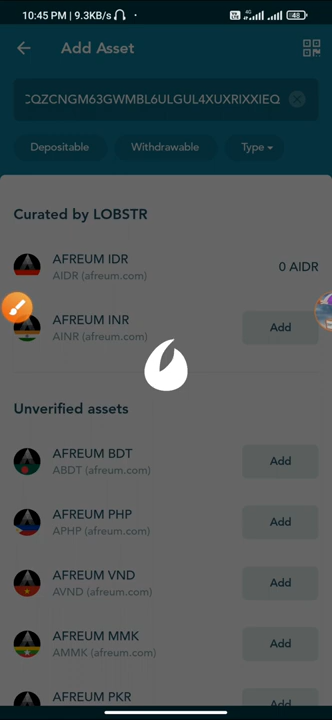 10:45 PM | 9.3KB/s
4G
48
Add Asset
CQZCNGM63GWMBL6ULGUL4XUXRIXXIEQ
Depositable
Withdrawable
Type
Curated by LOBSTR
AFREUM IDR
AIDR (afreum.com)
0 AIDR
AFREUM INR
AINR (afreum.com)
Add
Unverified assets
AFREUM BDT
ABDT (afreum.com)
Add
AFREUM PHP
APHP (afreum.com)
Add
AFREUM VND
AVND (afreum.com)
Add
AFREUM MMK
AMMK (afreum.com)
Add
AFREUM PKR
Add